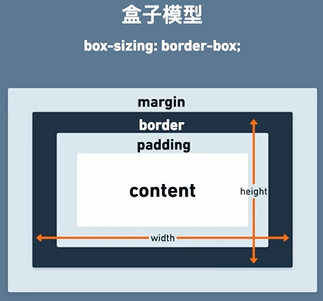 盒子模型
box-sizing: border-box;
margin
border
padding
content
height
width